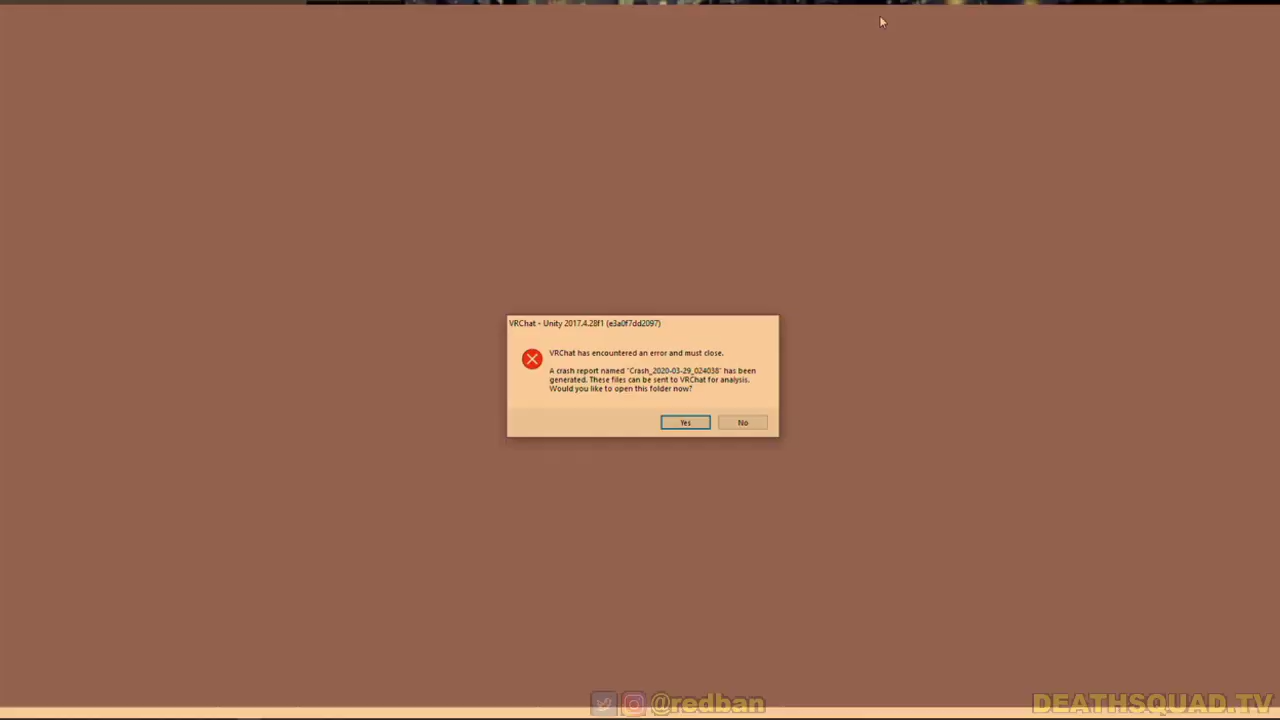 VRChat - Unity 2017.4.28f1 (e3a0f7dd2097)
VRChat has encountered an error and must close.
A crash report named "Crash_2020-03-29_024038" has been
generated. These files can be sent to VRChat for analysis.
Would you like to open this folder now?
Yes No
@redban DEATHSQUAD.TV